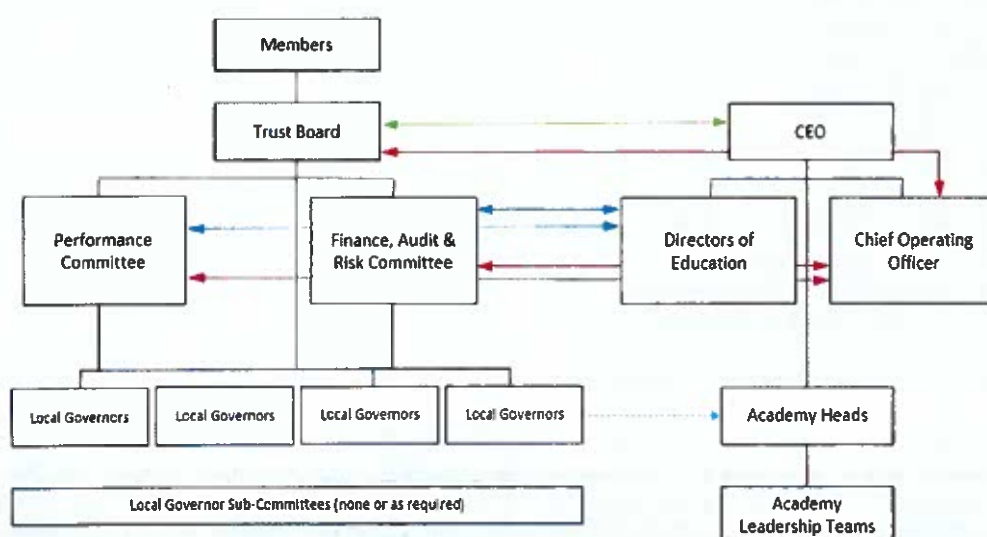 Members
Trust Board
CEO
Performance
Committee
Finance, Audit &
Risk Committee
Directors of
Education
Chief Operating
Officer
Local Governors
Local Governors
Local Governors
Local Governors
Academy Heads
Local Governor Sub-Committees (none or as required)
Academy
Leadership Teams